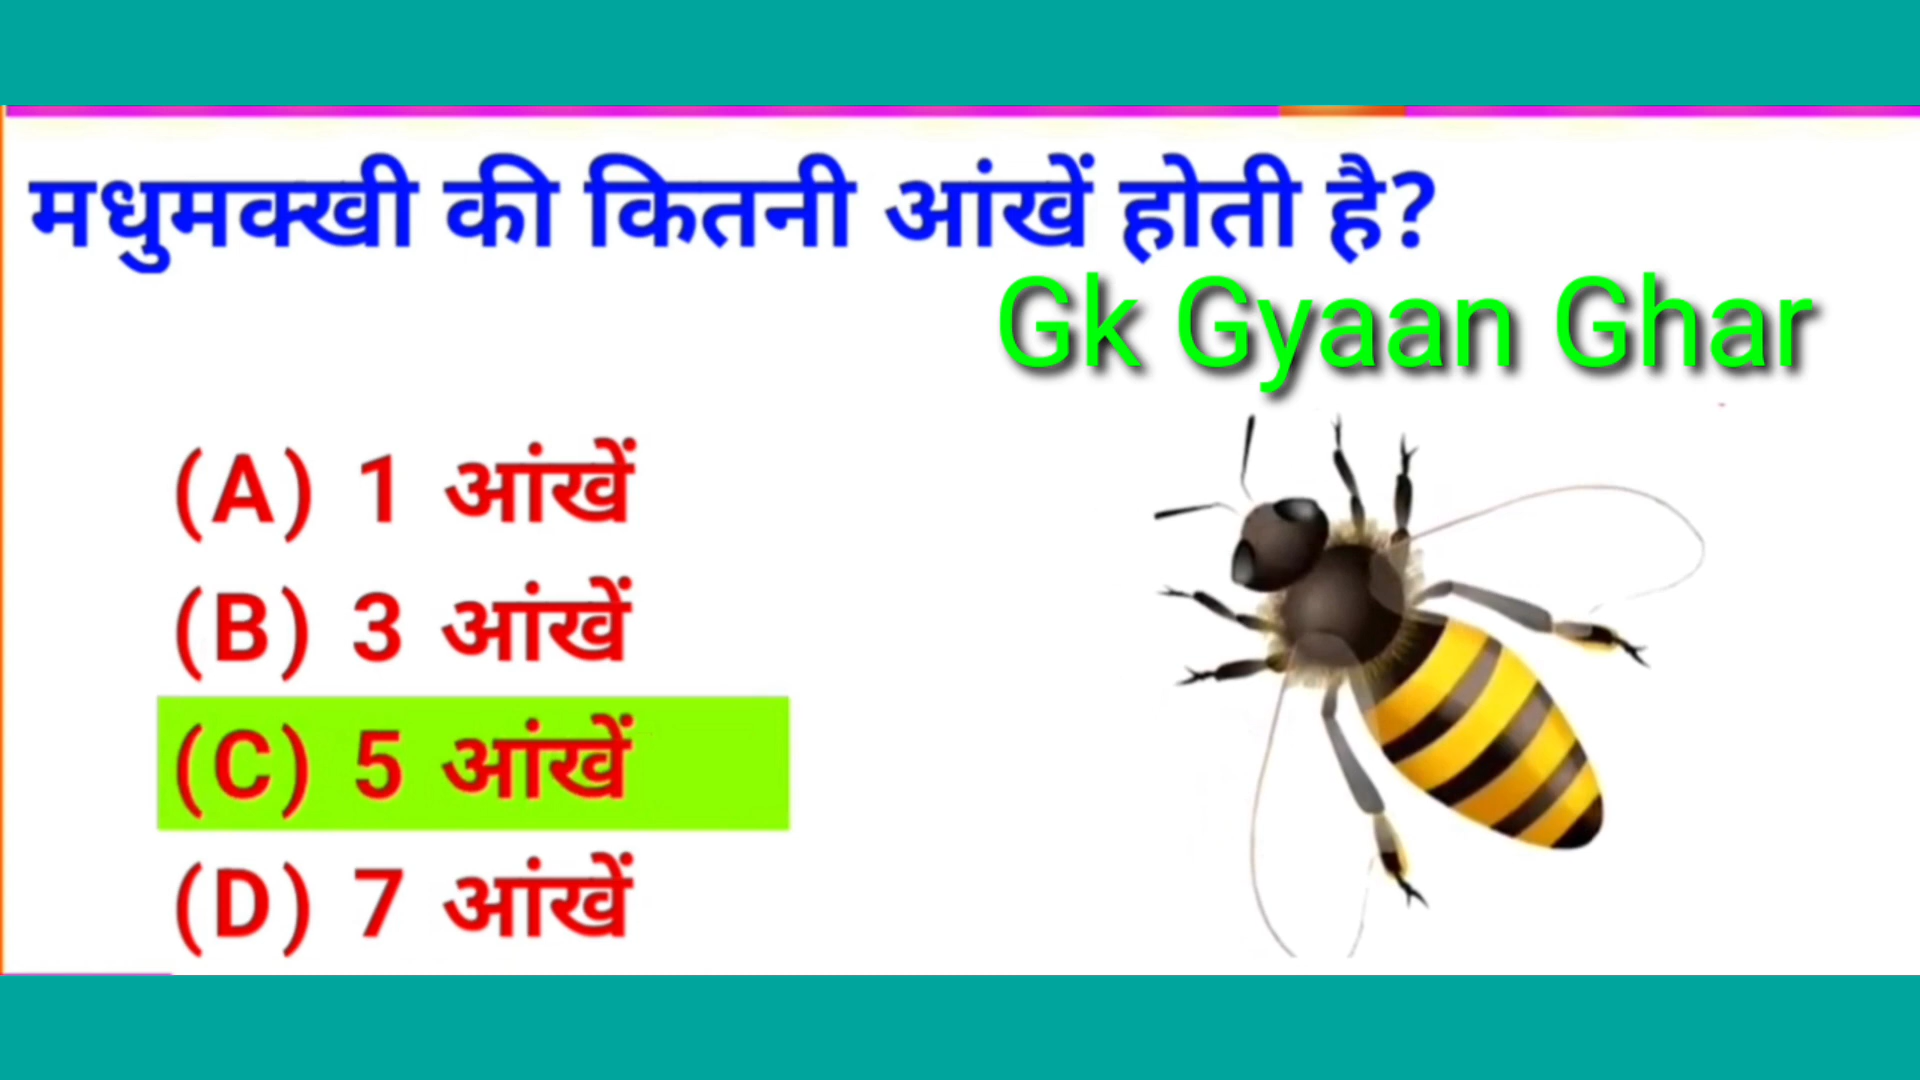 मधुमक्खी की कितनी आंखें होती है?
Gk Gyaan Ghar
(A) 1 आंखें
(B) 3 आंखें
(C) 5 आंखें
(D) 7 आंखें